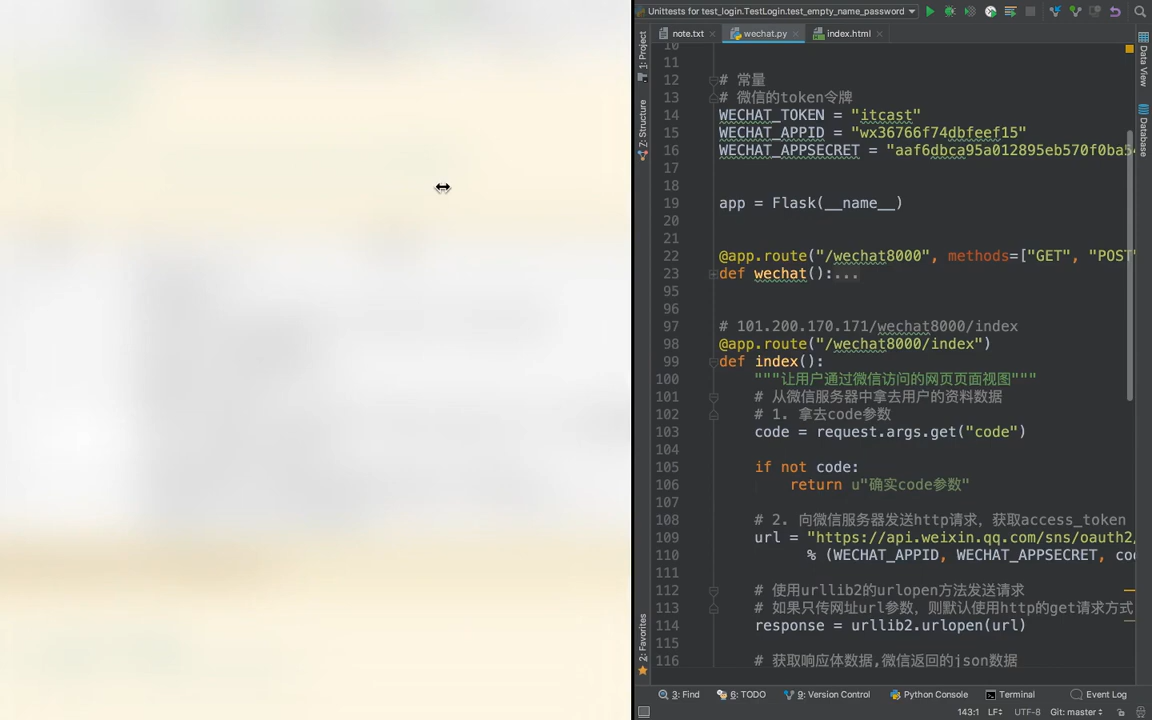 Unittests for test_login.TestLogin.test_empty_name_password
note.txt
wechat.py
index.html
1: Project
7: Structure
2: Favorites
Data View
Database
10
11
12 # 常量
13 # 微信的token令牌
14 WECHAT_TOKEN = "itcast"
15 WECHAT_APPID = "wx36766f74dbfeef15"
16 WECHAT_APPSECRET = "aaf6dbca95a012895eb570f0ba5
17
18
19 app = Flask(__name__)
20
21
22 @app.route("/wechat8000", methods=["GET", "POST"
23 def wechat():...
95
96
97 # 101.200.170.171/wechat8000/index
98 @app.route("/wechat8000/index")
99 def index():
100 """让用户通过微信访问的网页页面视图"""
101 # 从微信服务器中拿去用户的资料数据
102 # 1. 拿去code参数
103 code = request.args.get("code")
104
105 if not code:
106 return u"确实code参数"
107
108 # 2. 向微信服务器发送http请求，获取access_token
109 url = "https://api.weixin.qq.com/sns/oauth2/
110 % (WECHAT_APPID, WECHAT_APPSECRET, co
111
112 # 使用urllib2的urlopen方法发送请求
113 # 如果只传网址url参数，则默认使用http的get请求方式
114 response = urllib2.urlopen(url)
115
116 # 获取响应体数据,微信返回的json数据
3: Find
6: TODO
9: Version Control
Python Console
Terminal
Event Log
143:1 LF UTF-8 Git: master